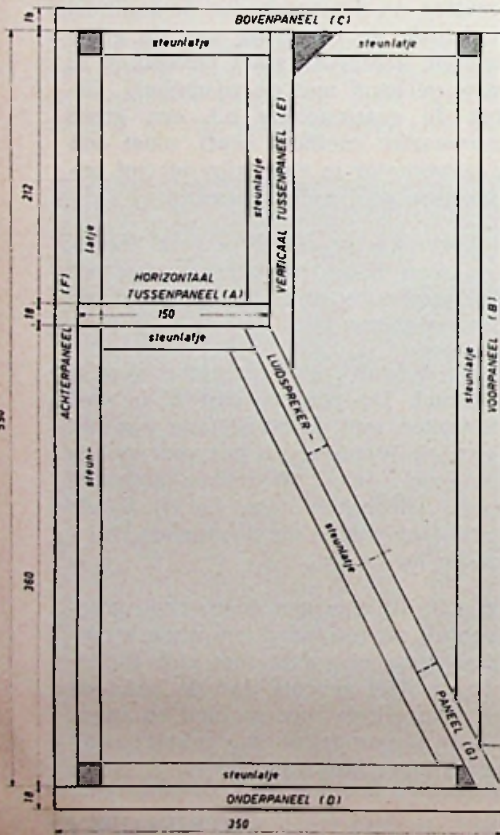 BOVENPANEEL (C)
steunlatje
steunlatje
18
212
latje
steunlatje
VERTICAAL TUSSENPANEEL (E)
steunlatje
VOORPANEEL (B)
ACHTERPANEEL (F)
HORIZONTAAL
TUSSENPANEEL (A)
18
150
steunlatje
LUIDSPREKER-
PANEEL (G)
steun-
steunlatje
360
steunlatje
18
ONDERPANEEL (D)
350